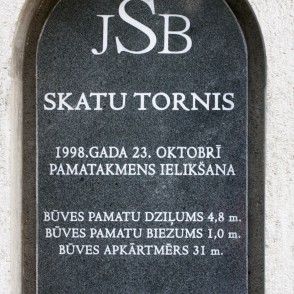 JSB
SKATU TORNIS
1998.GADA 23. OKTOBRĪ
PAMATAKMENS IELIKŠANA
BŪVES PAMATU DZIĻUMS 4,8 m.
BŪVES PAMATU BIEZUMS 1,0 m.
BŪVES APKĀRTMĒRS 31 m.